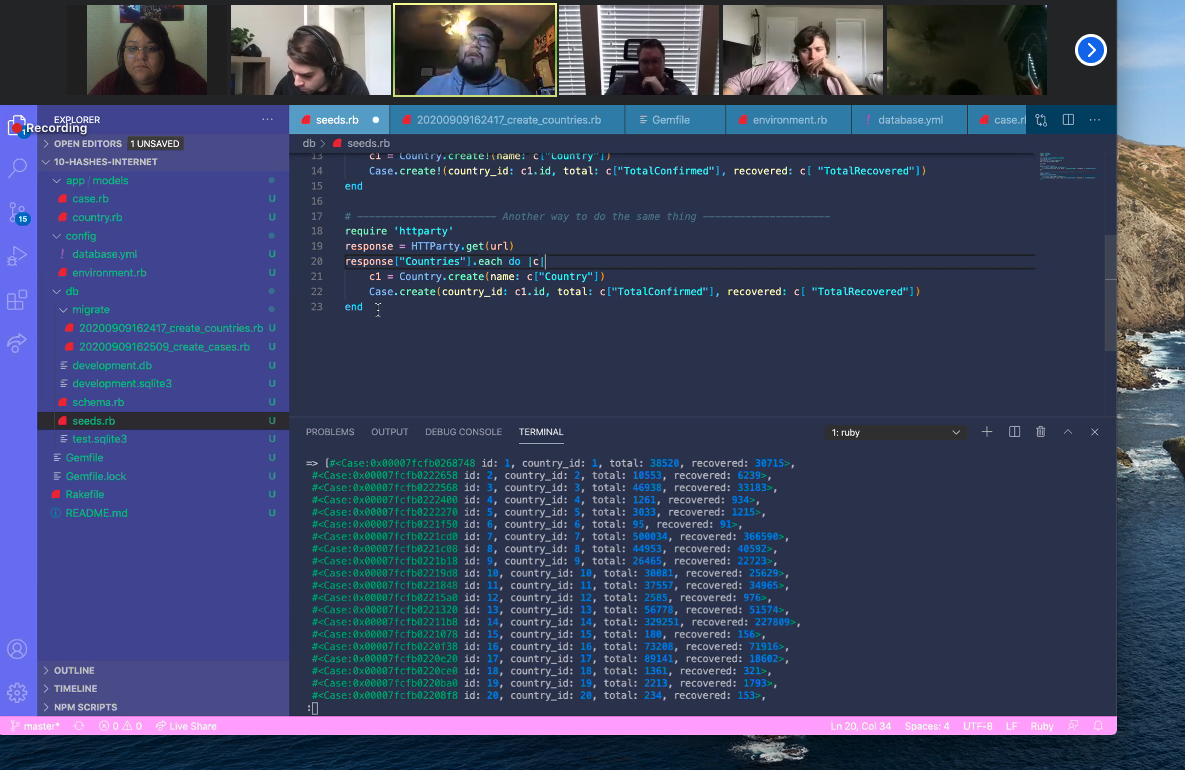 Recording
EXPLORER
OPEN EDITORS 1 UNSAVED
10-HASHES-INTERNET
app / models
case.rb U
country.rb U
config
database.yml U
environment.rb U
db
migrate
20200909162417_create_countries.rb U
20200909162509_create_cases.rb U
development.db U
development.sqlite3 U
schema.rb U
seeds.rb U
test.sqlite3 U
Gemfile U
Gemfile.lock U
Rakefile U
README.md U
15
OUTLINE
TIMELINE
NPM SCRIPTS
seeds.rb 20200909162417_create_countries.rb Gemfile environment.rb database.yml case.rb
db > seeds.rb
13 c1 = Country.create!(name: c["Country"])
14 Case.create!(country_id: c1.id, total: c["TotalConfirmed"], recovered: c[ "TotalRecovered"])
15 end
16
17 # ----------------------- Another way to do the same thing ---------------------
18 require 'httparty'
19 response = HTTParty.get(url)
20 response["Countries"].each do |c|
21 c1 = Country.create(name: c["Country"])
22 Case.create(country_id: c1.id, total: c["TotalConfirmed"], recovered: c[ "TotalRecovered"])
23 end
PROBLEMS OUTPUT DEBUG CONSOLE TERMINAL 1: ruby
=> [#<Case:0x00007fcfb0268748 id: 1, country_id: 1, total: 38520, recovered: 30715>,
#<Case:0x00007fcfb0222658 id: 2, country_id: 2, total: 10553, recovered: 6239>,
#<Case:0x00007fcfb0222568 id: 3, country_id: 3, total: 46938, recovered: 33183>,
#<Case:0x00007fcfb0222400 id: 4, country_id: 4, total: 1261, recovered: 934>,
#<Case:0x00007fcfb0222270 id: 5, country_id: 5, total: 3033, recovered: 1215>,
#<Case:0x00007fcfb0221f50 id: 6, country_id: 6, total: 95, recovered: 91>,
#<Case:0x00007fcfb0221cd0 id: 7, country_id: 7, total: 500034, recovered: 366590>,
#<Case:0x00007fcfb0221c08 id: 8, country_id: 8, total: 44953, recovered: 40592>,
#<Case:0x00007fcfb0221b18 id: 9, country_id: 9, total: 26465, recovered: 22723>,
#<Case:0x00007fcfb02219d8 id: 10, country_id: 10, total: 30081, recovered: 25629>,
#<Case:0x00007fcfb0221848 id: 11, country_id: 11, total: 37557, recovered: 34965>,
#<Case:0x00007fcfb02215a0 id: 12, country_id: 12, total: 2585, recovered: 976>,
#<Case:0x00007fcfb0221320 id: 13, country_id: 13, total: 56778, recovered: 51574>,
#<Case:0x00007fcfb02211b8 id: 14, country_id: 14, total: 329251, recovered: 227809>,
#<Case:0x00007fcfb0221078 id: 15, country_id: 15, total: 180, recovered: 156>,
#<Case:0x00007fcfb0220f38 id: 16, country_id: 16, total: 73208, recovered: 71916>,
#<Case:0x00007fcfb0220e20 id: 17, country_id: 17, total: 89141, recovered: 18602>,
#<Case:0x00007fcfb0220ce0 id: 18, country_id: 18, total: 1361, recovered: 321>,
#<Case:0x00007fcfb0220ba0 id: 19, country_id: 19, total: 2213, recovered: 1793>,
#<Case:0x00007fcfb02208f8 id: 20, country_id: 20, total: 234, recovered: 153>,
:
master* 0 0 Live Share Ln 20, Col 34 Spaces: 4 UTF-8 LF Ruby